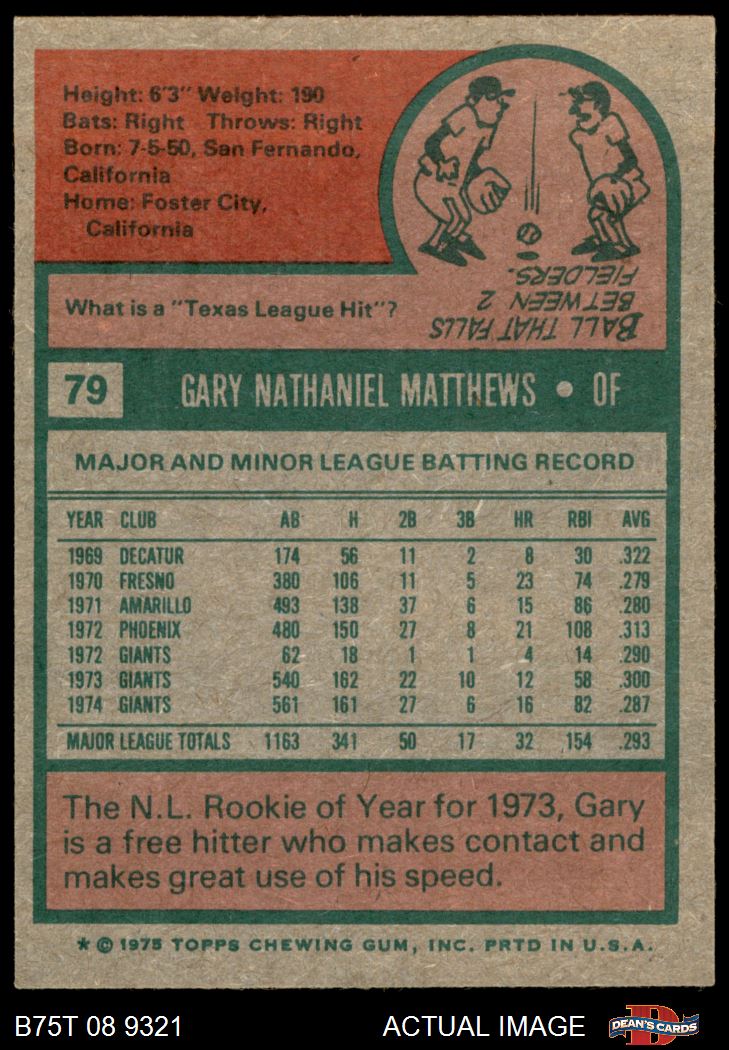 Height: 6'3" Weight: 190
Bats: Right Throws: Right
Born: 7-5-50, San Fernando,
California
Home: Foster City,
California
What is a "Texas League Hit"?
BALL THAT FALLS
BETWEEN 2
FIELDERS.
79 GARY NATHANIEL MATTHEWS • OF
MAJOR AND MINOR LEAGUE BATTING RECORD
YEAR CLUB AB H 2B 3B HR RBI AVG
1969 DECATUR 174 56 11 2 8 30 .322
1970 FRESNO 380 106 11 5 23 74 .279
1971 AMARILLO 493 138 37 6 15 86 .280
1972 PHOENIX 480 150 27 8 21 108 .313
1972 GIANTS 62 18 1 1 4 14 .290
1973 GIANTS 540 162 22 10 12 58 .300
1974 GIANTS 561 161 27 6 16 82 .287
MAJOR LEAGUE TOTALS 1163 341 50 17 32 154 .293
The N.L. Rookie of Year for 1973, Gary
is a free hitter who makes contact and
makes great use of his speed.
* © 1975 TOPPS CHEWING GUM, INC. PRTD IN U.S.A.
B75T 08 9321 ACTUAL IMAGE DEAN'S CARDS